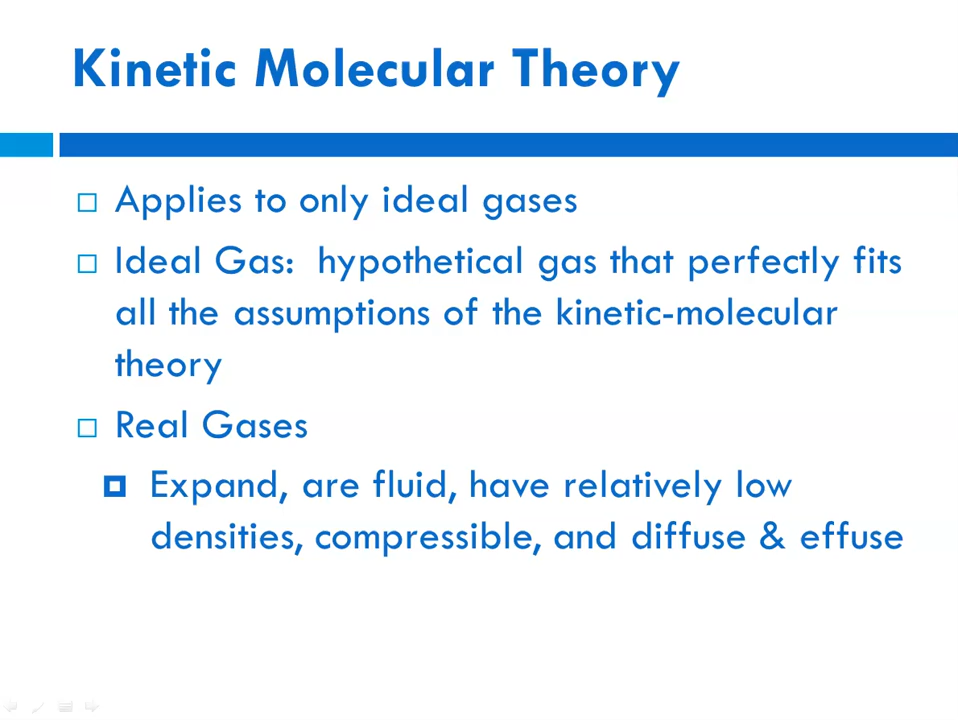 Kinetic Molecular Theory
Applies to only ideal gases
Ideal Gas:  hypothetical gas that perfectly fits
all the assumptions of the kinetic-molecular
theory
Real Gases
Expand, are fluid, have relatively low
densities, compressible, and diffuse & effuse